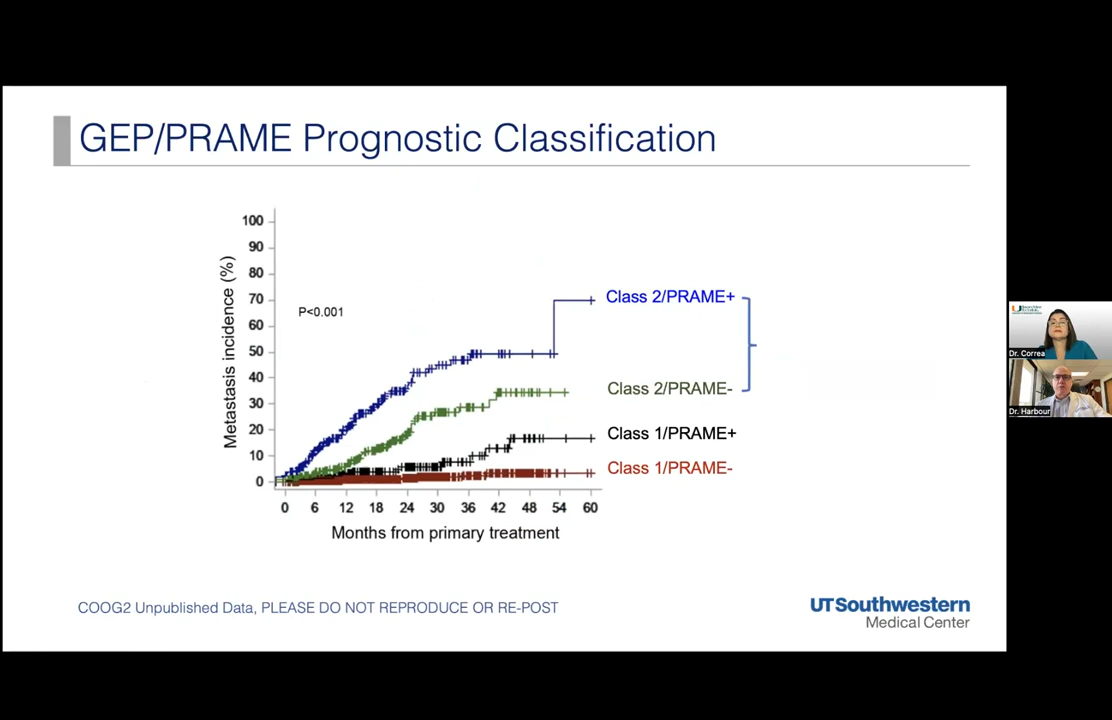 GEP/PRAME Prognostic Classification
100
90
80
70
60
50
40
30
20
10
0
Metastasis incidence (%)
P<0.001
Class 2/PRAME+
Class 2/PRAME-
Class 1/PRAME+
Class 1/PRAME-
0 6 12 18 24 30 36 42 48 54 60
Months from primary treatment
COOG2 Unpublished Data, PLEASE DO NOT REPRODUCE OR RE-POST
UTSouthwestern
Medical Center
Dr. Correa
Dr. Harbour